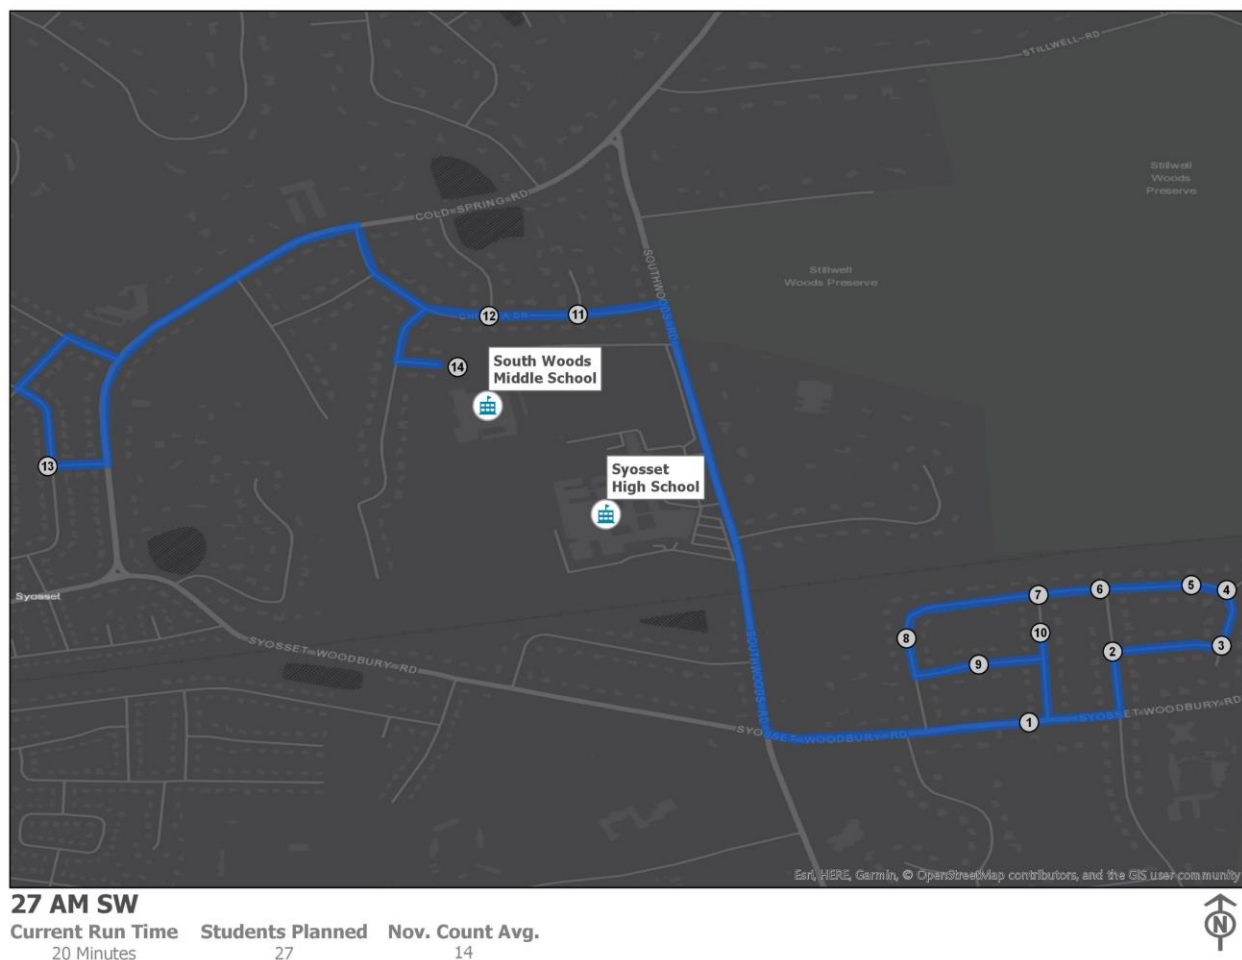 STILLWELL-RD
Stillwell
Woods
Preserve
COLD-SPRING-RD
SOUTHWOODS-RD
Stillwell
Woods Preserve
12
11
14
South Woods
Middle School
13
Syosset
High School
Syosset
7
6
5
4
8
10
9
2
3
SYOSSET-WOODBURY-RD
SOUTHWOODS-RD
1
SYOSSET-WOODBURY-RD
SYOSSET-WOODBURY-RD
Esri, HERE, Garmin, © OpenStreetMap contributors, and the GIS user community
27 AM SW
Current Run Time Students Planned Nov. Count Avg.
20 Minutes 27 14
N